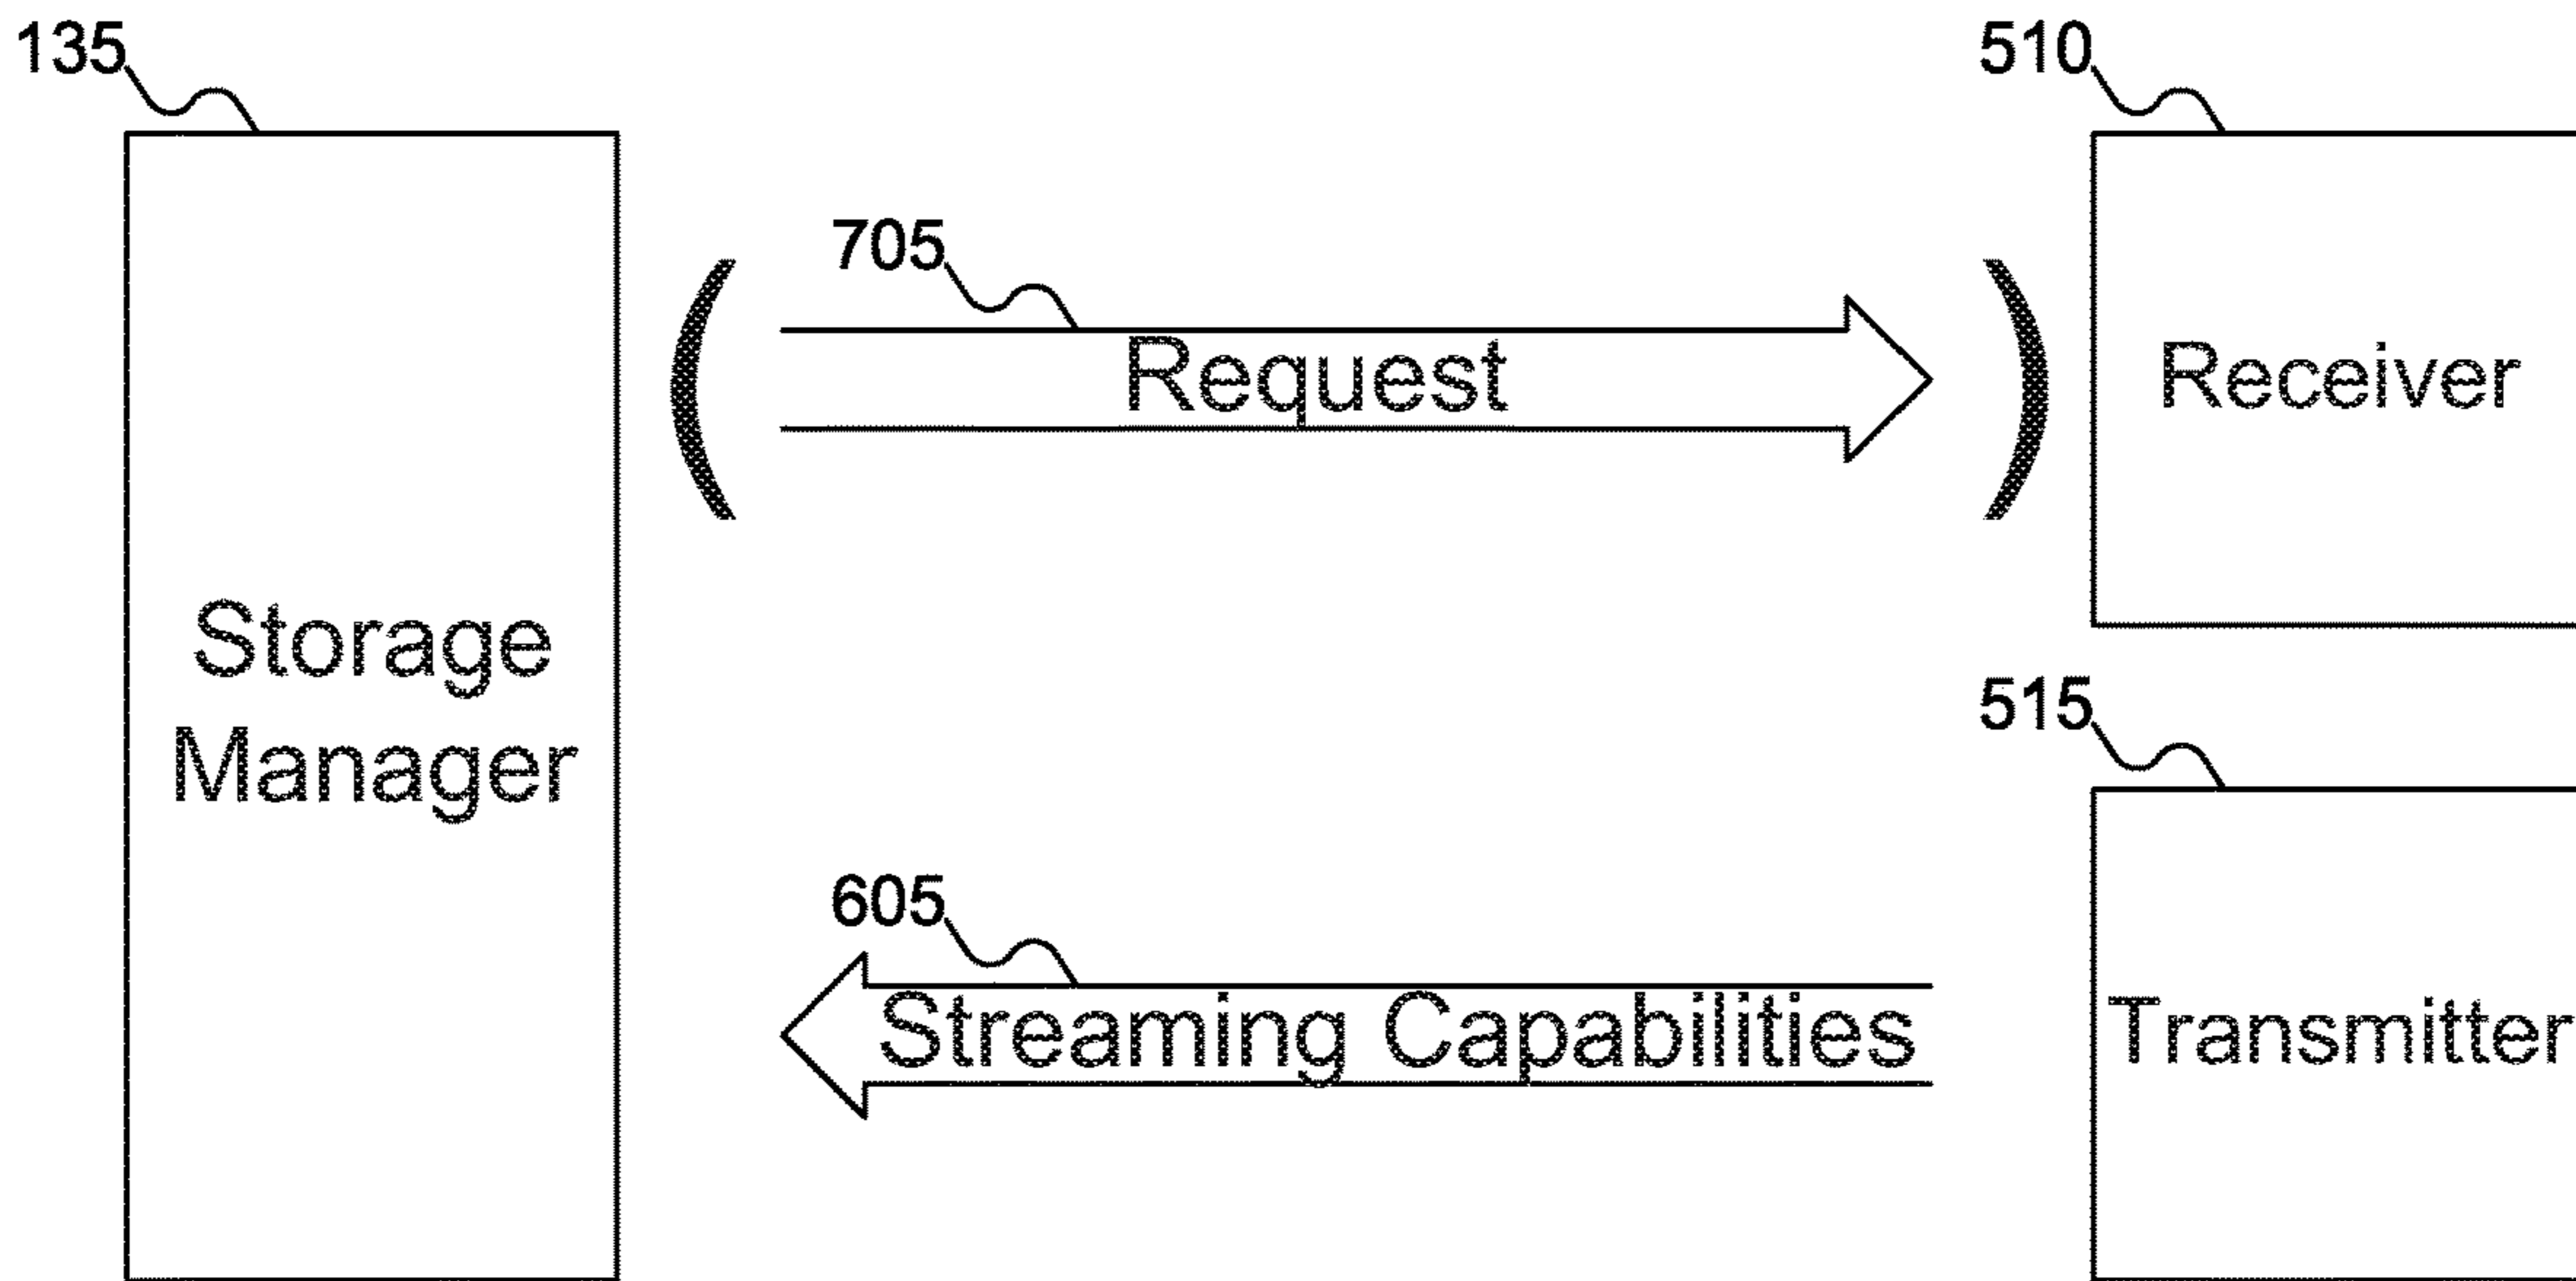 135
510
705
Request
Receiver
Storage
Manager
515
605
Streaming Capabilities
Transmitter